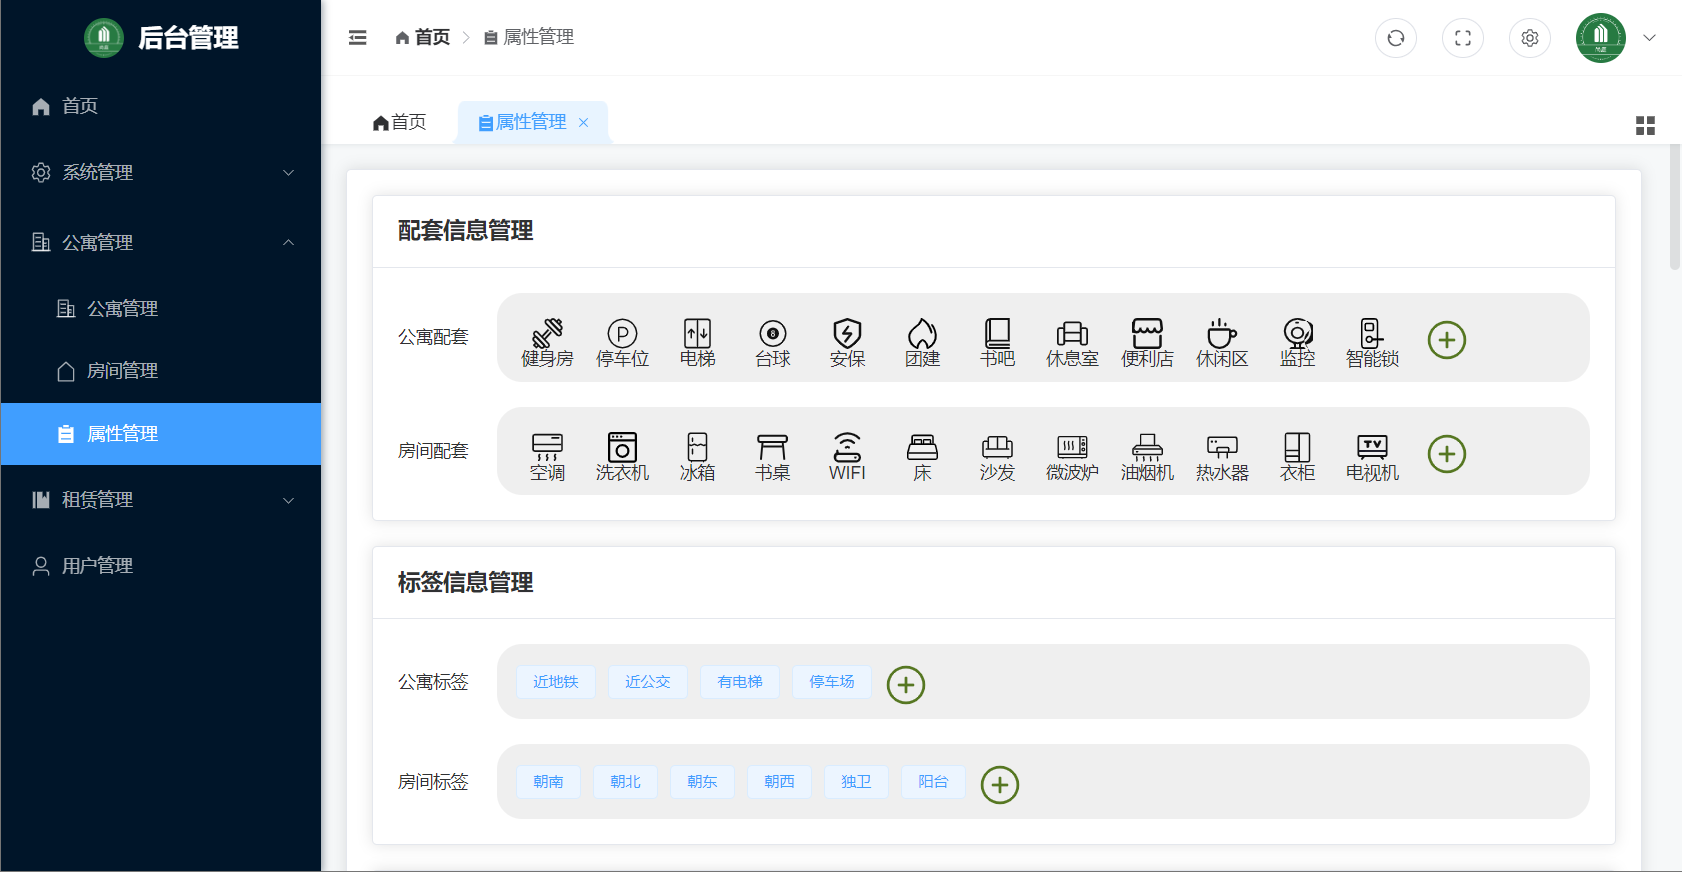 后台管理
首页
系统管理
公寓管理
公寓管理
房间管理
属性管理
租赁管理
用户管理
首页 属性管理
首页 属性管理
配套信息管理
公寓配套
健身房 停车位 电梯 台球 安保 团建 书吧 休息室 便利店 休闲区 监控 智能锁
房间配套
空调 洗衣机 冰箱 书桌 WIFI 床 沙发 微波炉 油烟机 热水器 衣柜 电视机
标签信息管理
公寓标签 近地铁 近公交 有电梯 停车场
房间标签 朝南 朝北 朝东 朝西 独卫 阳台